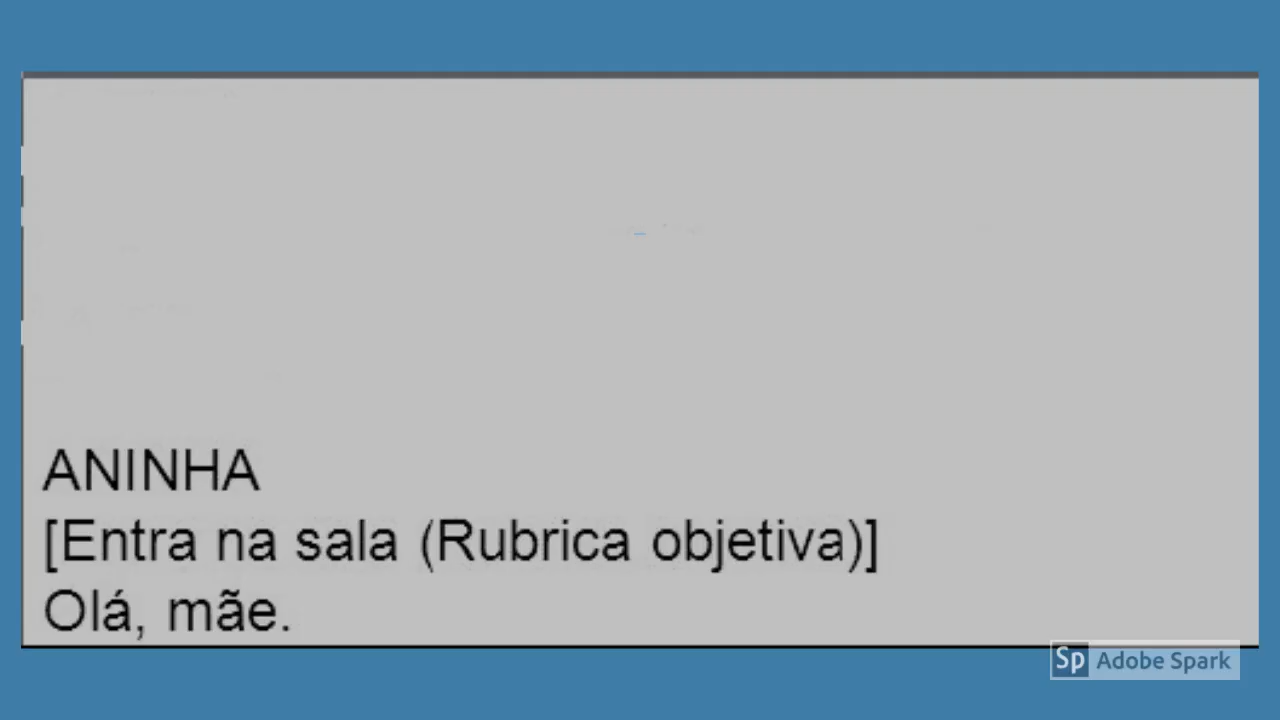 ANINHA
[Entra na sala (Rubrica objetiva)]
Olá, mãe.
Sp Adobe Spark